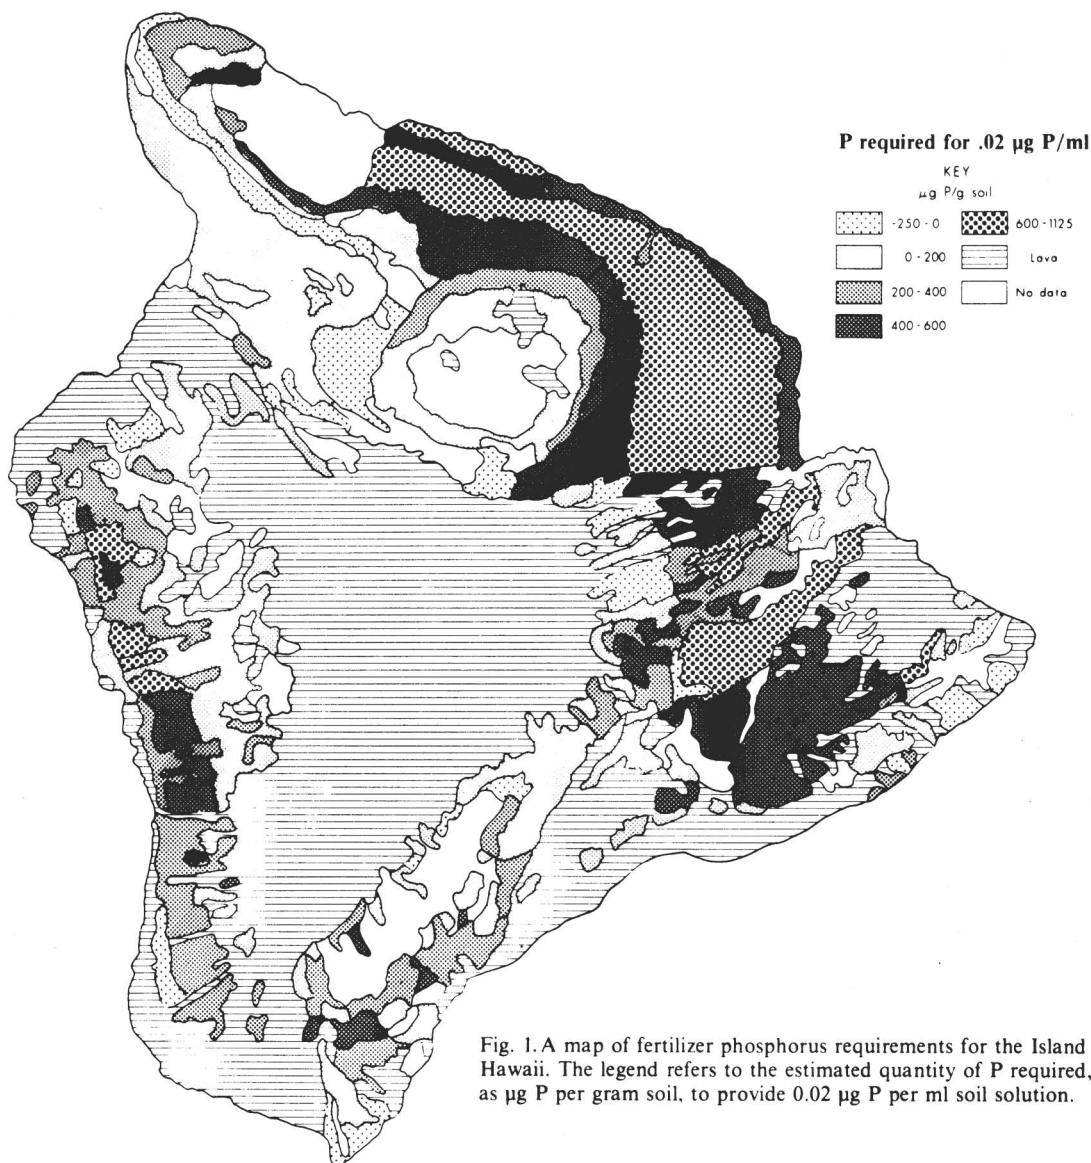 P required for .02 µg P/ml
KEY
µg P/g soil
-250 - 0
600 - 1125
0 - 200
Lava
200 - 400
No data
400 - 600
Fig. 1. A map of fertilizer phosphorus requirements for the Island
Hawaii. The legend refers to the estimated quantity of P required,
as µg P per gram soil, to provide 0.02 µg P per ml soil solution.